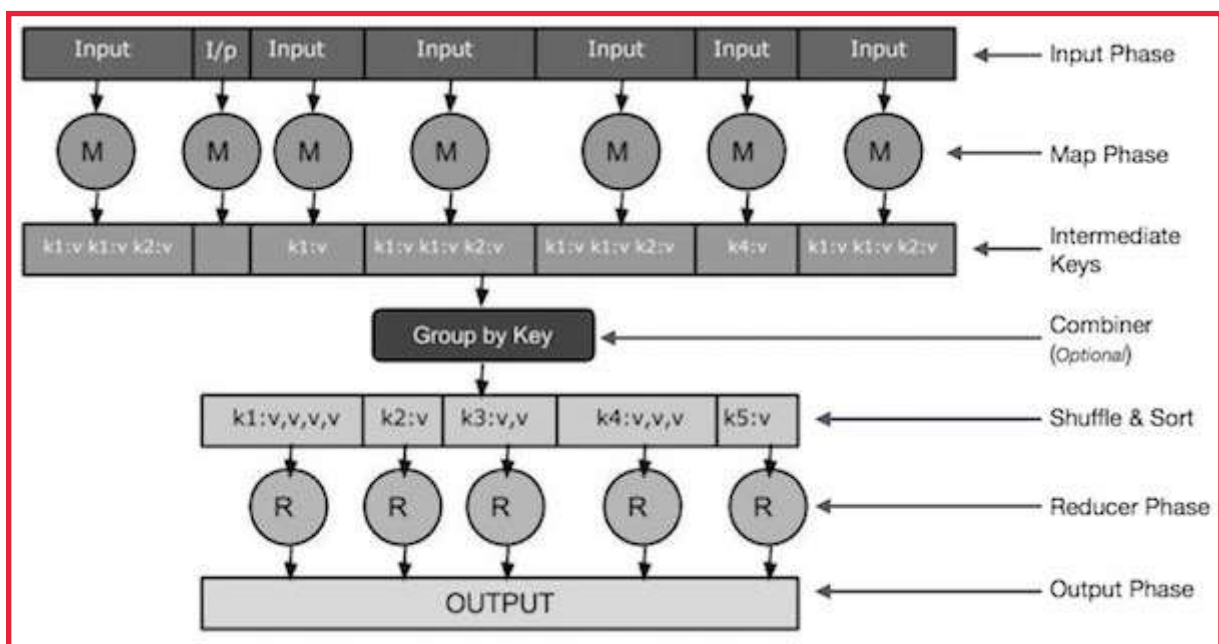 Input I/p Input Input Input Input Input
Input Phase
M M M M M M M
Map Phase
k1:v k1:v k2:v k1:v k1:v k1:v k2:v k1:v k1:v k2:v k4:v k1:v k1:v k2:v
Intermediate
Keys
Group by Key
Combiner
(Optional)
k1:v,v,v,v k2:v k3:v,v k4:v,v,v k5:v
Shuffle & Sort
R R R R R
Reducer Phase
OUTPUT
Output Phase